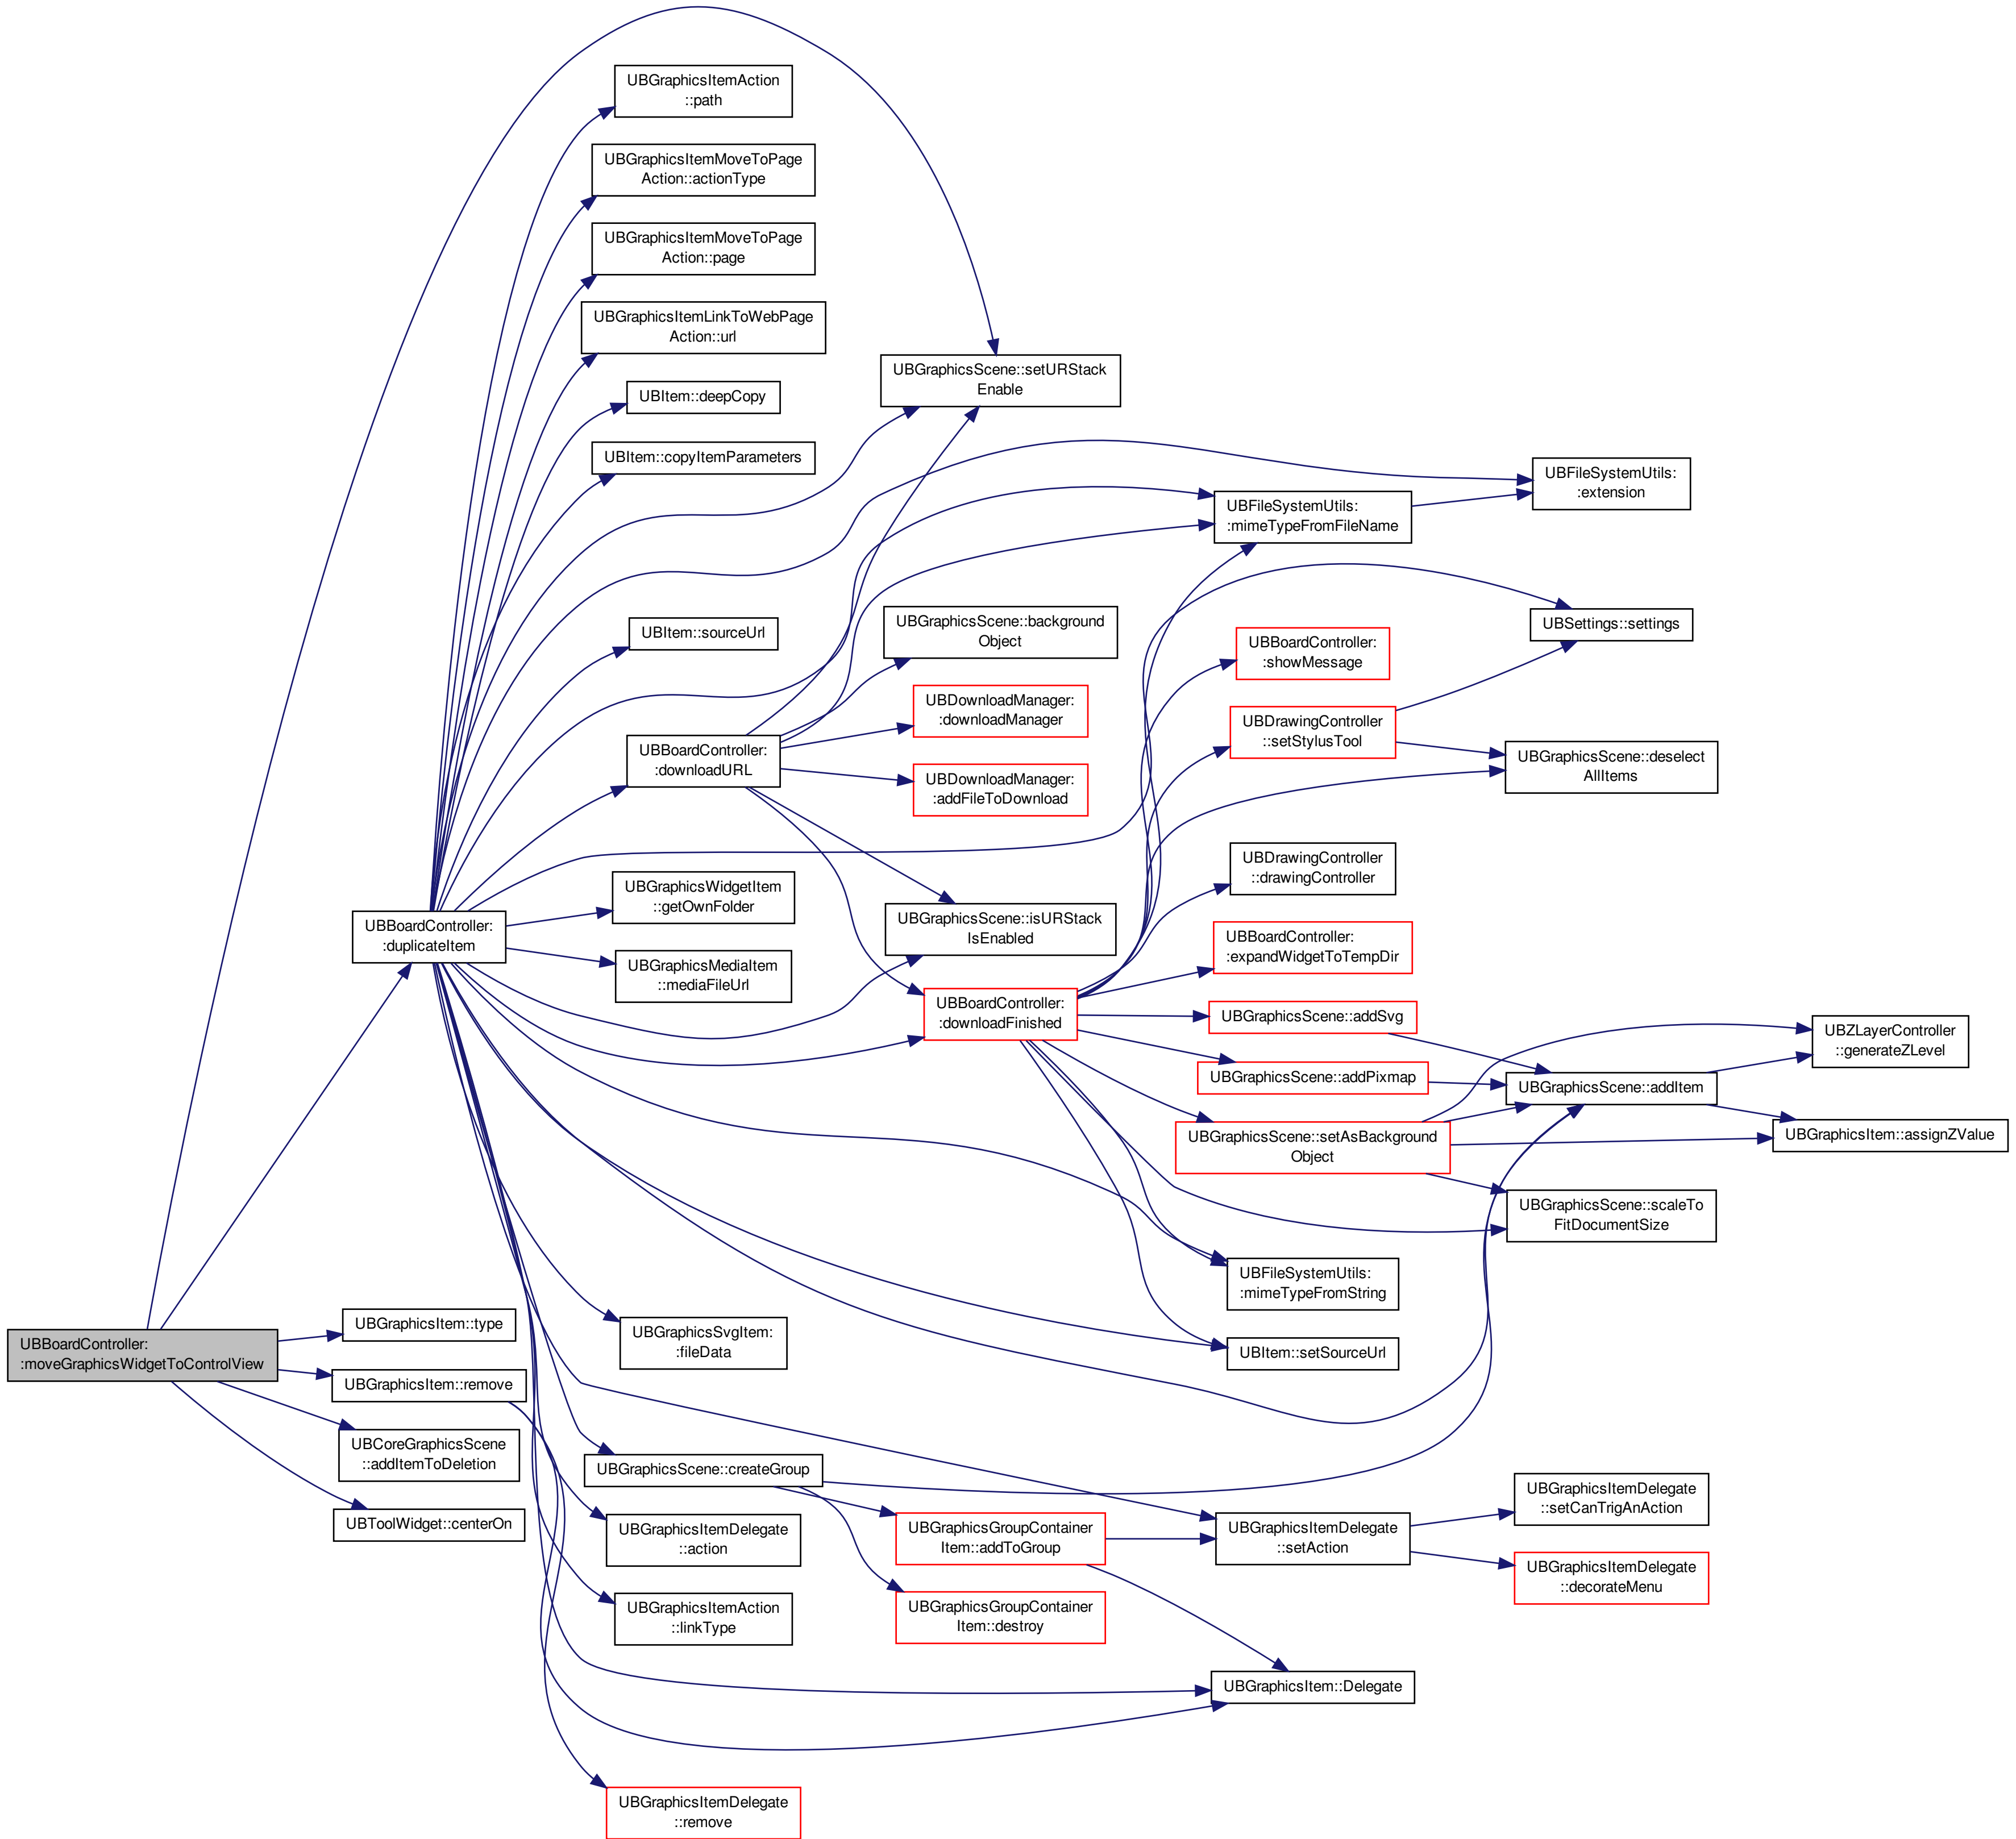 UBGraphicsItemAction
::path
UBGraphicsItemMoveToPage
Action::actionType
UBGraphicsItemMoveToPage
Action::page
UBGraphicsItemLinkToWebPage
Action::url
UBItem::deepCopy
UBItem::copyItemParameters
UBGraphicsScene::setURStack
Enable
UBFileSystemUtils:
:extension
UBFileSystemUtils:
:mimeTypeFromFileName
UBItem::sourceUrl
UBGraphicsScene::background
Object
UBSettings::settings
UBBoardController:
:showMessage
UBDownloadManager:
:downloadManager
UBDrawingController
::setStylusTool
UBBoardController:
:downloadURL
UBGraphicsScene::deselect
AllItems
UBDownloadManager:
:addFileToDownload
UBDrawingController
::drawingController
UBGraphicsWidgetItem
::getOwnFolder
UBBoardController:
:duplicateItem
UBGraphicsScene::isURStack
IsEnabled
UBBoardController:
:expandWidgetToTempDir
UBGraphicsMediaItem
::mediaFileUrl
UBBoardController:
:downloadFinished
UBGraphicsScene::addSvg
UBZLayerController
::generateZLevel
UBGraphicsScene::addPixmap
UBGraphicsScene::addItem
UBGraphicsScene::setAsBackground
Object
UBGraphicsItem::assignZValue
UBGraphicsScene::scaleTo
FitDocumentSize
UBFileSystemUtils:
:mimeTypeFromString
UBGraphicsItem::type
UBGraphicsSvgItem:
:fileData
UBItem::setSourceUrl
UBBoardController:
:moveGraphicsWidgetToControlView
UBGraphicsItem::remove
UBCoreGraphicsScene
::addItemToDeletion
UBGraphicsScene::createGroup
UBGraphicsItemDelegate
::setCanTrigAnAction
UBToolWidget::centerOn
UBGraphicsItemDelegate
::action
UBGraphicsGroupContainer
Item::addToGroup
UBGraphicsItemDelegate
::setAction
UBGraphicsItemDelegate
::decorateMenu
UBGraphicsItemAction
::linkType
UBGraphicsGroupContainer
Item::destroy
UBGraphicsItem::Delegate
UBGraphicsItemDelegate
::remove